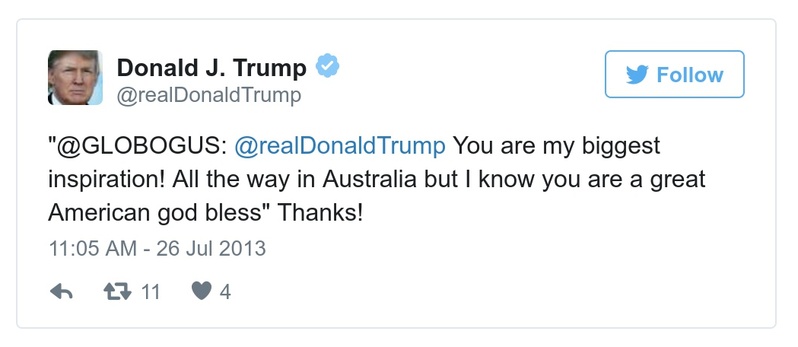 Donald J. Trump
@realDonaldTrump
Follow
"@GLOBOGUS: @realDonaldTrump You are my biggest
inspiration! All the way in Australia but I know you are a great
American god bless" Thanks!
11:05 AM - 26 Jul 2013
11 4